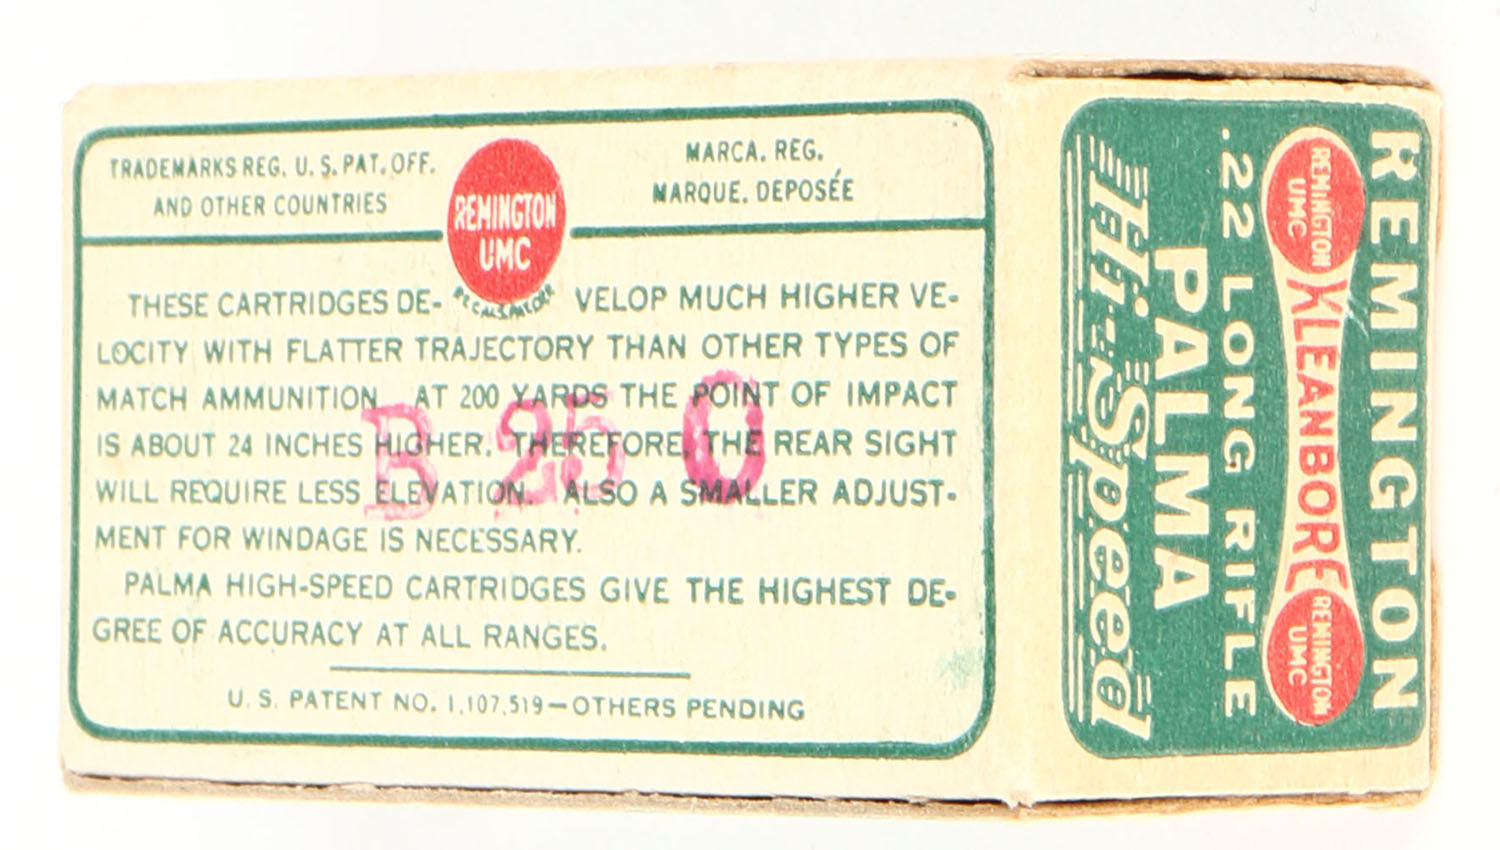 TRADEMARKS REG. U.S. PAT. OFF.
AND OTHER COUNTRIES
REMINGTON
UMC
MARCA. REG.
MARQUE. DEPOSÉE
THESE CARTRIDGES DE- VELOP MUCH HIGHER VE-
LOCITY WITH FLATTER TRAJECTORY THAN OTHER TYPES OF
MATCH AMMUNITION AT 200 YARDS THE POINT OF IMPACT
IS ABOUT 24 INCHES HIGHER. THEREFORE, THE REAR SIGHT
WILL REQUIRE LESS ELEVATION. ALSO A SMALLER ADJUST-
MENT FOR WINDAGE IS NECESSARY.
PALMA HIGH-SPEED CARTRIDGES GIVE THE HIGHEST DE-
GREE OF ACCURACY AT ALL RANGES.
U. S. PATENT NO. 1,107,519—OTHERS PENDING
B 25 O
REMINGTON
REMINGTON
UMC
KLEANBORE
REMINGTON
UMC
.22 LONG RIFLE
PALMA
Hi-Speed